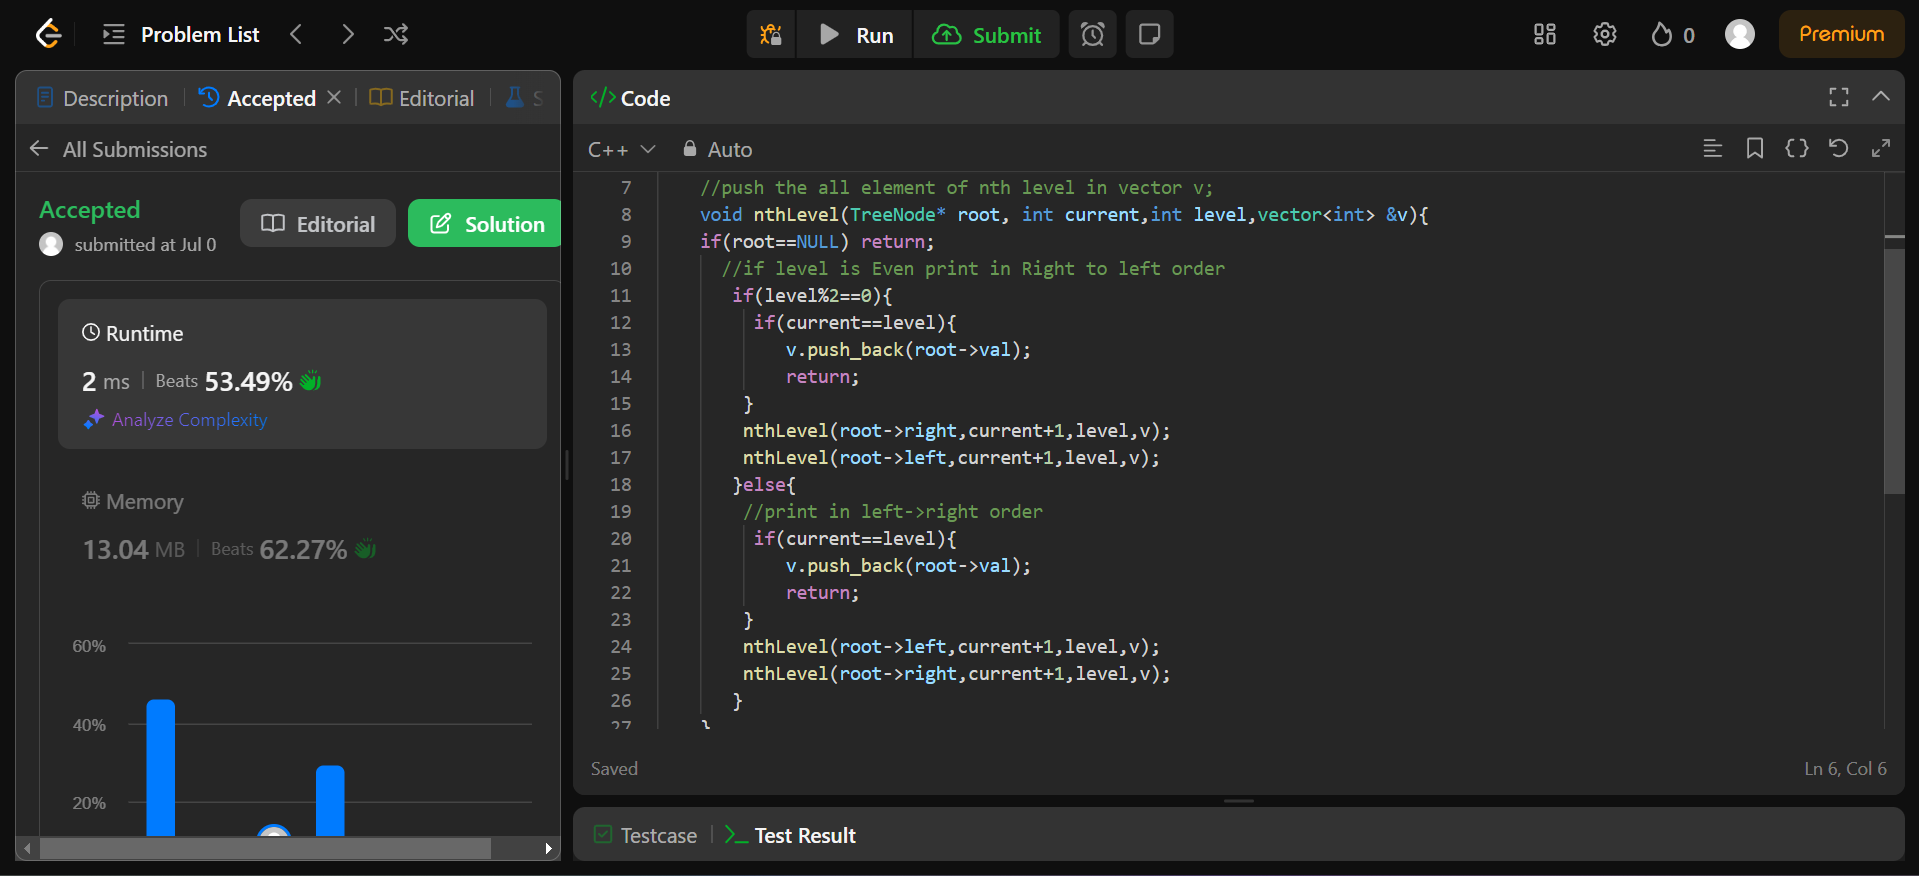 Problem List
Run
Submit
0
Premium
Description
Accepted
Editorial
S
All Submissions
Accepted
submitted at Jul 0
Editorial
Solution
Runtime
2 ms
Beats 53.49%
Analyze Complexity
Memory
13.04 MB
Beats 62.27%
60%
40%
20%
</> Code
C++
Auto
7 //push the all element of nth level in vector v;
8 void nthLevel(TreeNode* root, int current,int level,vector<int> &v){
9 if(root==NULL) return;
10 //if level is Even print in Right to left order
11 if(level%2==0){
12 if(current==level){
13 v.push_back(root->val);
14 return;
15 }
16 nthLevel(root->right,current+1,level,v);
17 nthLevel(root->left,current+1,level,v);
18 }else{
19 //print in left->right order
20 if(current==level){
21 v.push_back(root->val);
22 return;
23 }
24 nthLevel(root->left,current+1,level,v);
25 nthLevel(root->right,current+1,level,v);
26 }
27 }
Saved
Ln 6, Col 6
Testcase
Test Result